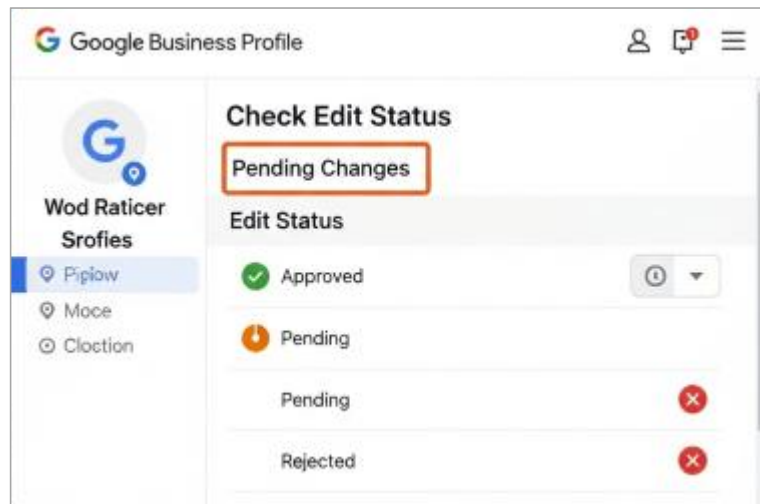 Google Business Profile
Check Edit Status
Pending Changes
Wod Raticer
Srofies
Edit Status
Piplow
Approved
Moce
Cloction
Pending
Pending
Rejected